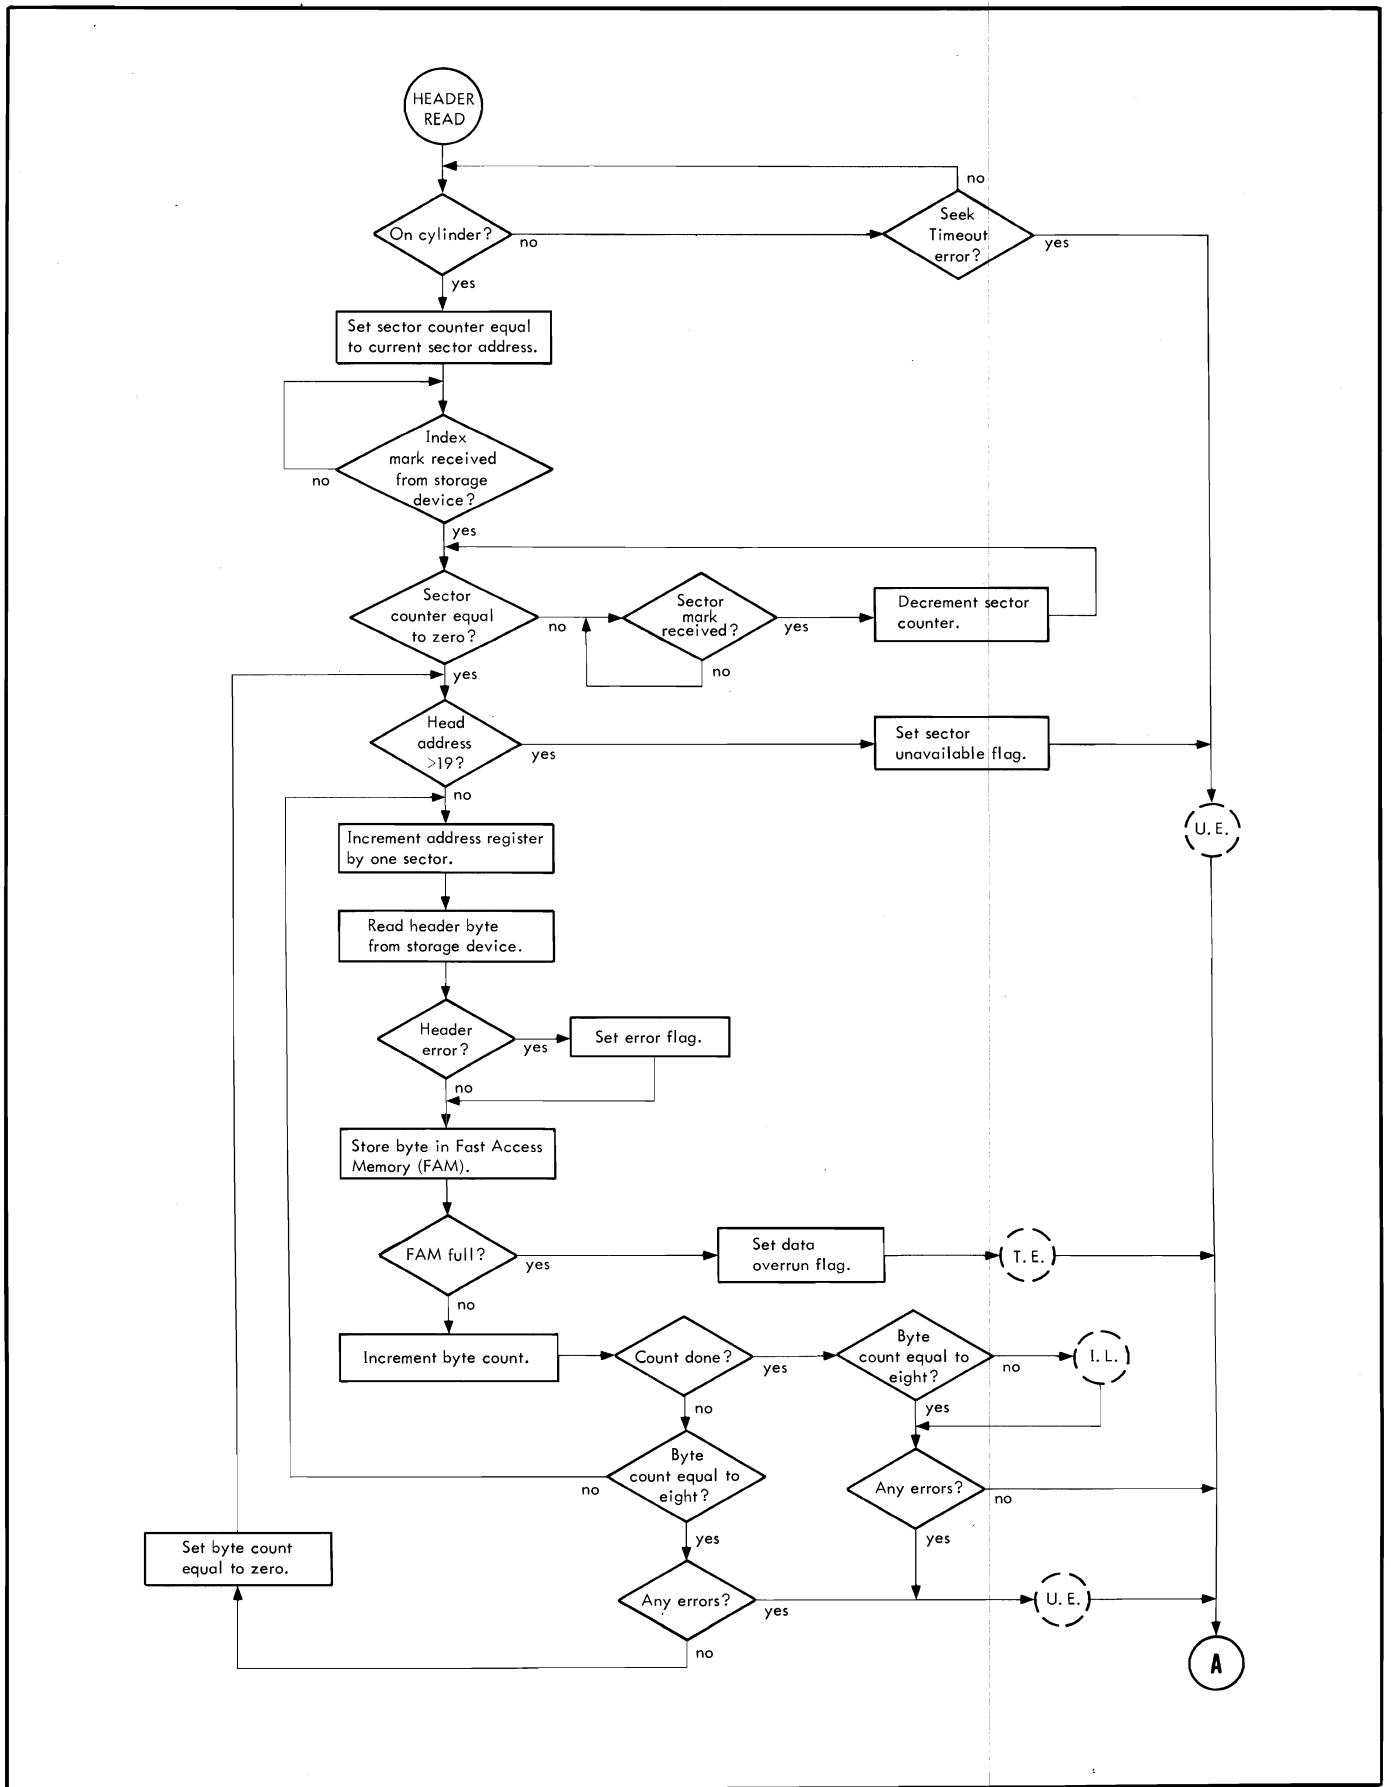 HEADER
READ
no
On cylinder?
no
Seek
Timeout
error?
yes
yes
Set sector counter equal
to current sector address.
Index
mark received
from storage
device?
no
yes
Sector
counter equal
to zero?
no
Sector
mark
received?
yes
Decrement sector
counter.
no
yes
Head
address
>19?
yes
Set sector
unavailable flag.
no
U.E.
Increment address register
by one sector.
Read header byte
from storage device.
Header
error?
yes
Set error flag.
no
Store byte in Fast Access
Memory (FAM).
FAM full?
yes
Set data
overrun flag.
T.E.
no
Increment byte count.
Count done?
yes
Byte
count equal to
eight?
no
I.L.
no
yes
Byte
count equal to
eight?
no
Any errors?
no
yes
yes
Set byte count
equal to zero.
Any errors?
yes
U.E.
no
A